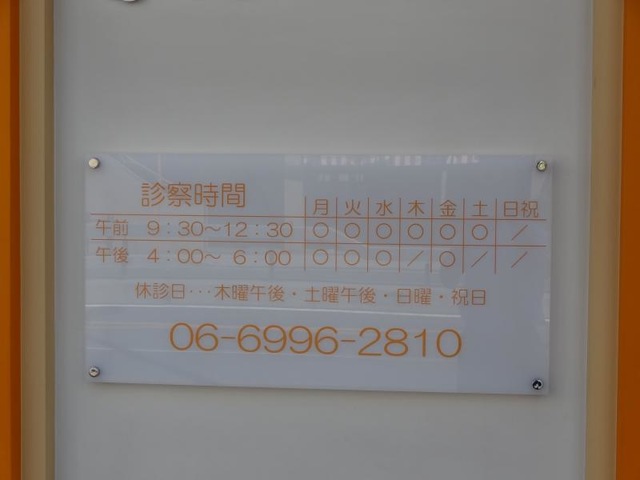 診察時間 月 火 水 木 金 土 日祝
午前 9:30～12:30 ○ ○ ○ ○ ○ ○ ／
午後 4:00～ 6:00 ○ ○ ○ ／ ○ ／ ／
休診日…木曜午後・土曜午後・日曜・祝日
06-6996-2810